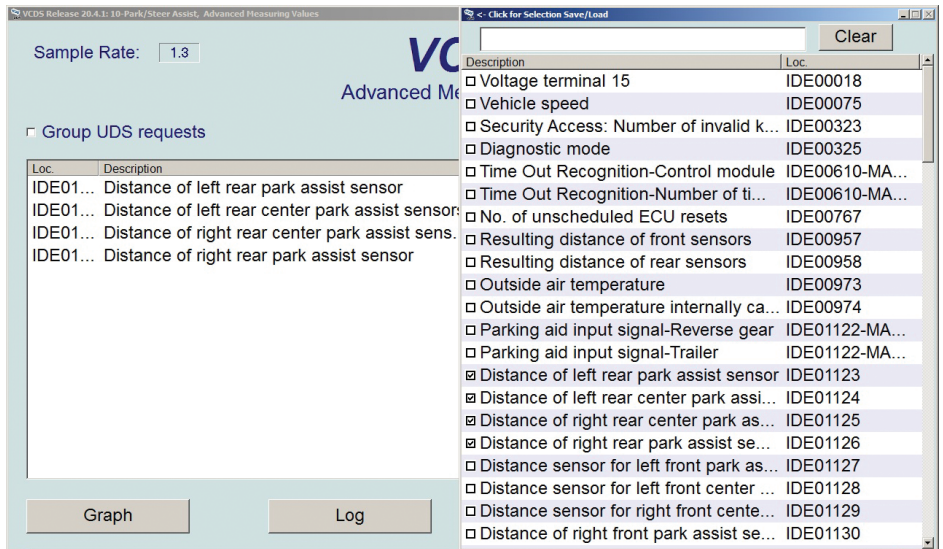 VCDS Release 20.4.1: 10-Park/Steer Assist, Advanced Measuring Values
Sample Rate: 1.3
VC
Advanced Me
Group UDS requests
Loc. Description
IDE01... Distance of left rear park assist sensor
IDE01... Distance of left rear center park assist sensors
IDE01... Distance of right rear center park assist sens.
IDE01... Distance of right rear park assist sensor
Graph Log
<- Click for Selection Save/Load
Clear
Description Loc.
Voltage terminal 15 IDE00018
Vehicle speed IDE00075
Security Access: Number of invalid k... IDE00323
Diagnostic mode IDE00325
Time Out Recognition-Control module IDE00610-MA...
Time Out Recognition-Number of ti... IDE00610-MA...
No. of unscheduled ECU resets IDE00767
Resulting distance of front sensors IDE00957
Resulting distance of rear sensors IDE00958
Outside air temperature IDE00973
Outside air temperature internally ca... IDE00974
Parking aid input signal-Reverse gear IDE01122-MA...
Parking aid input signal-Trailer IDE01122-MA...
Distance of left rear park assist sensor IDE01123
Distance of left rear center park assi... IDE01124
Distance of right rear center park as... IDE01125
Distance of right rear park assist se... IDE01126
Distance sensor for left front park as... IDE01127
Distance sensor for left front center ... IDE01128
Distance sensor for right front cente... IDE01129
Distance of right front park assist se... IDE01130